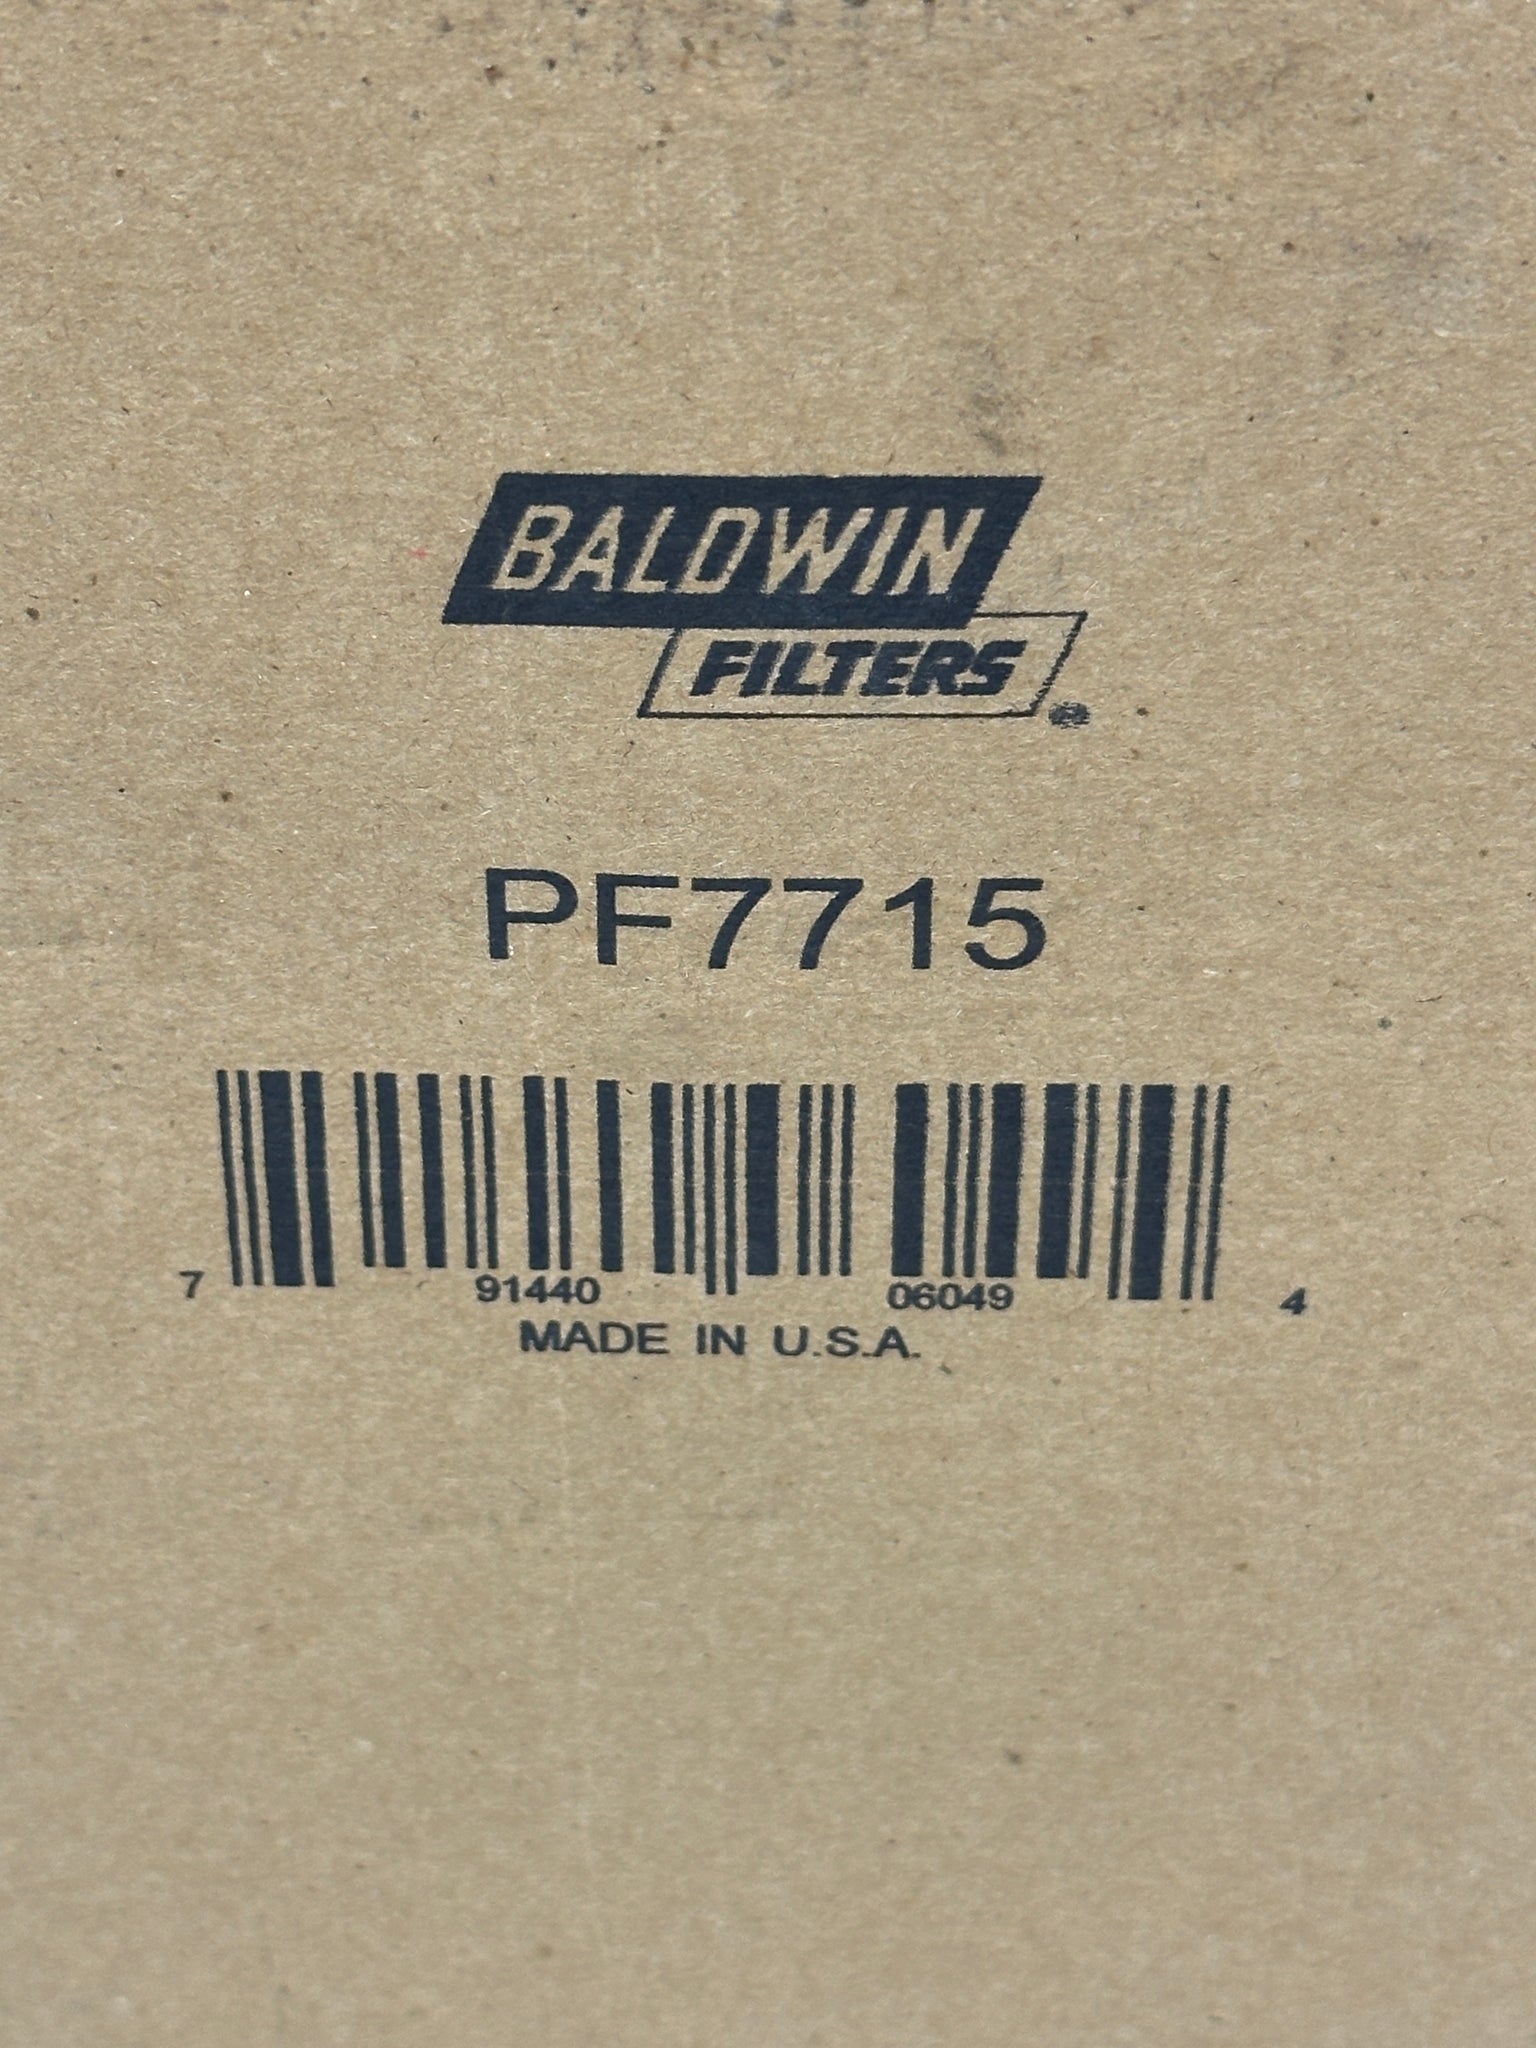 BALDWIN
FILTERS®
PF7715
7 91440 06049 4
MADE IN U.S.A.